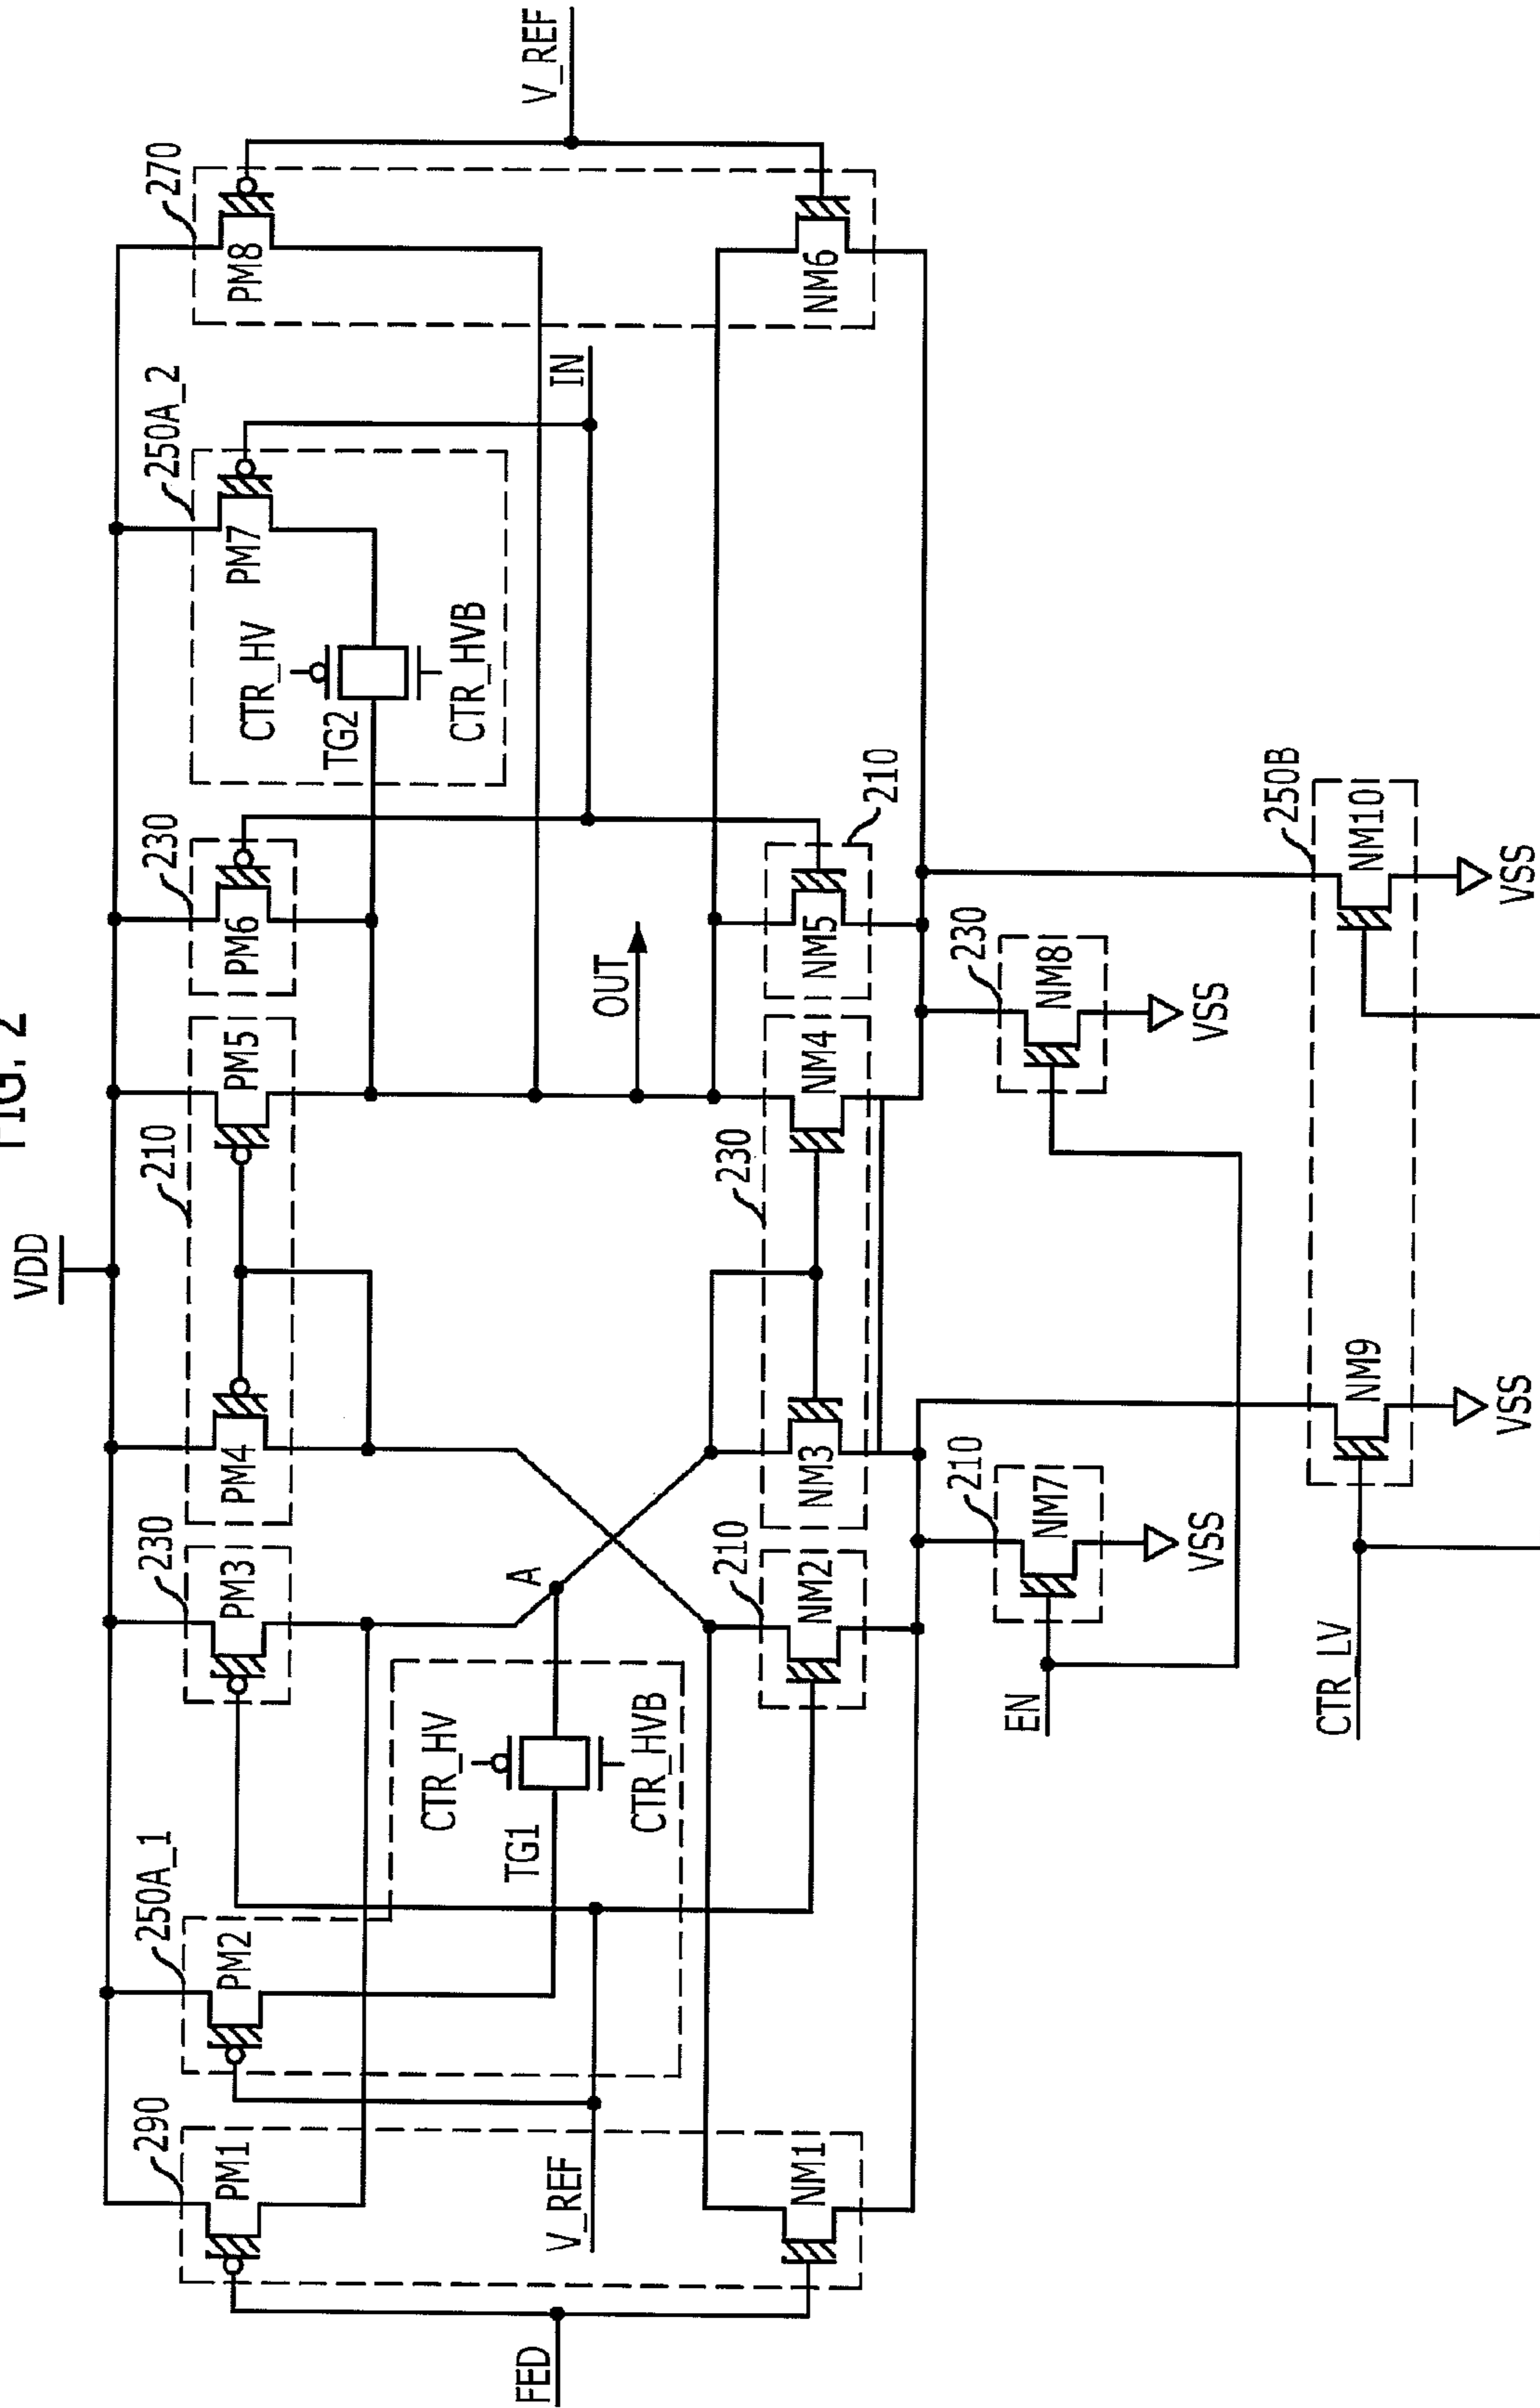 FIG. 2
VDD
290
250A_1
230
210
230
250A_2
270
PM1
PM2
PM3
PM4
PM5
PM6
PM7
PM8
CTR_HV
TG2
CTR_HVB
CTR_HV
TG1
CTR_HVB
A
FED
V_REF
OUT
IN
V_REF
210
230
210
NM1
NM2
NM3
NM4
NM5
NM6
EN
210
NM7
VSS
230
NM8
VSS
CTR_LV
NM9
VSS
250B
NM10
VSS